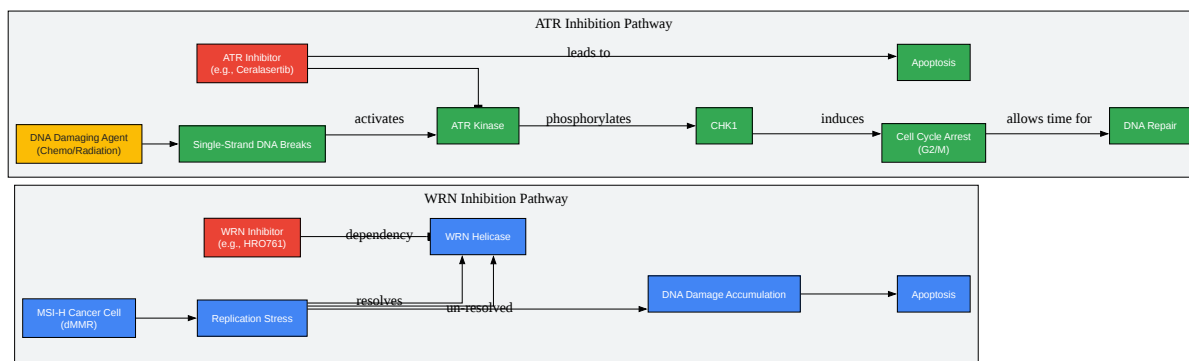 ATR Inhibition Pathway
ATR Inhibitor
(e.g., Ceralasertib)
leads to
Apoptosis
DNA Damaging Agent
(Chemo/Radiation)
Single-Strand DNA Breaks
activates
ATR Kinase
phosphorylates
CHK1
induces
Cell Cycle Arrest
(G2/M)
allows time for
DNA Repair
WRN Inhibition Pathway
WRN Inhibitor
(e.g., HRO761)
dependency
WRN Helicase
MSI-H Cancer Cell
(dMMR)
Replication Stress
resolves
un-resolved
DNA Damage Accumulation
Apoptosis